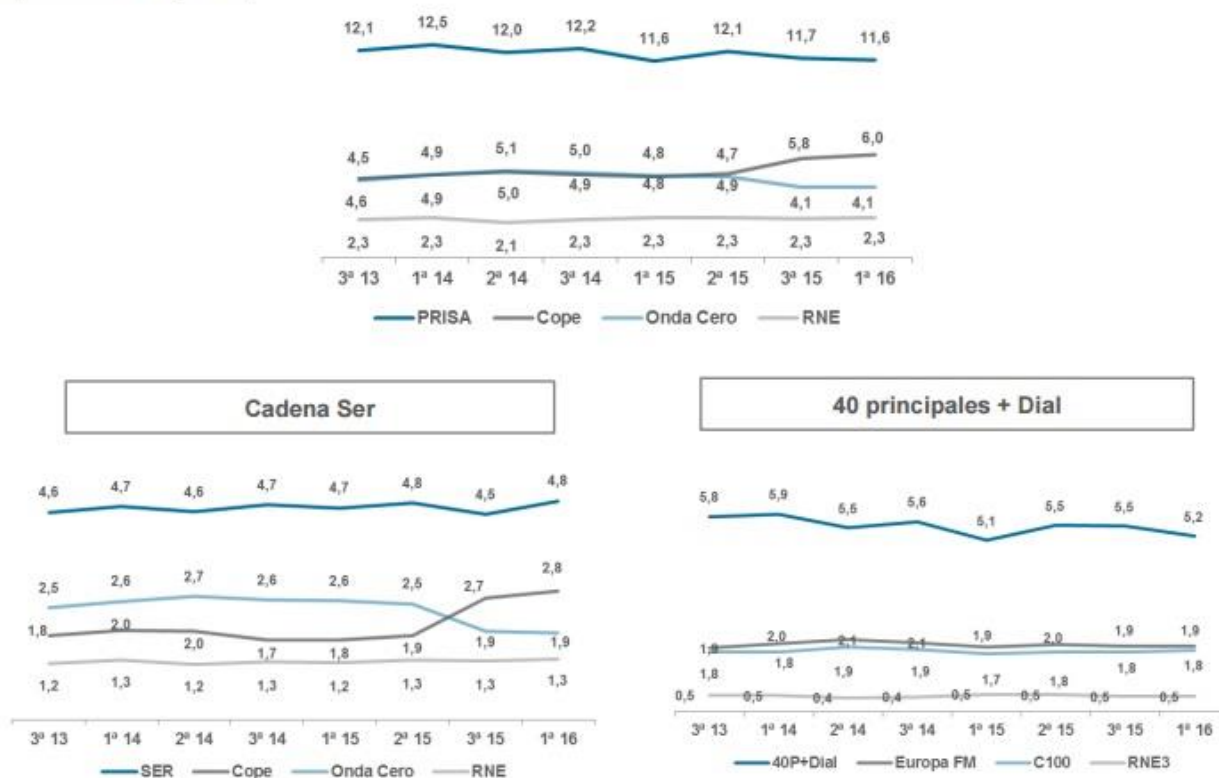 12,1 12,5 12,0 12,2 11,6 12,1 11,7 11,6
4,5 4,9 5,1 5,0 4,8 4,7 5,8 6,0
4,6 4,9 5,0 4,9 4,8 4,9 4,1 4,1
2,3 2,3 2,1 2,3 2,3 2,3 2,3 2,3
3ª 13 1ª 14 2ª 14 3ª 14 1ª 15 2ª 15 3ª 15 1ª 16
PRISA Cope Onda Cero RNE
Cadena Ser
4,6 4,7 4,6 4,7 4,7 4,8 4,5 4,8
2,5 2,6 2,7 2,6 2,6 2,5 2,7 2,8
1,8 2,0 2,0 1,7 1,8 1,9 1,9 1,9
1,2 1,3 1,2 1,3 1,2 1,3 1,3 1,3
3ª 13 1ª 14 2ª 14 3ª 14 1ª 15 2ª 15 3ª 15 1ª 16
SER Cope Onda Cero RNE
40 principales + Dial
5,8 5,9 5,5 5,6 5,1 5,5 5,5 5,2
2,0 2,1 2,1 1,9 2,0 1,9 1,9
1,8 1,8 1,9 1,9 1,7 1,8 1,8 1,8
0,5 0,5 0,4 0,4 0,5 0,5 0,5 0,5
3ª 13 1ª 14 2ª 14 3ª 14 1ª 15 2ª 15 3ª 15 1ª 16
40P+Dial Europa FM C100 RNE3